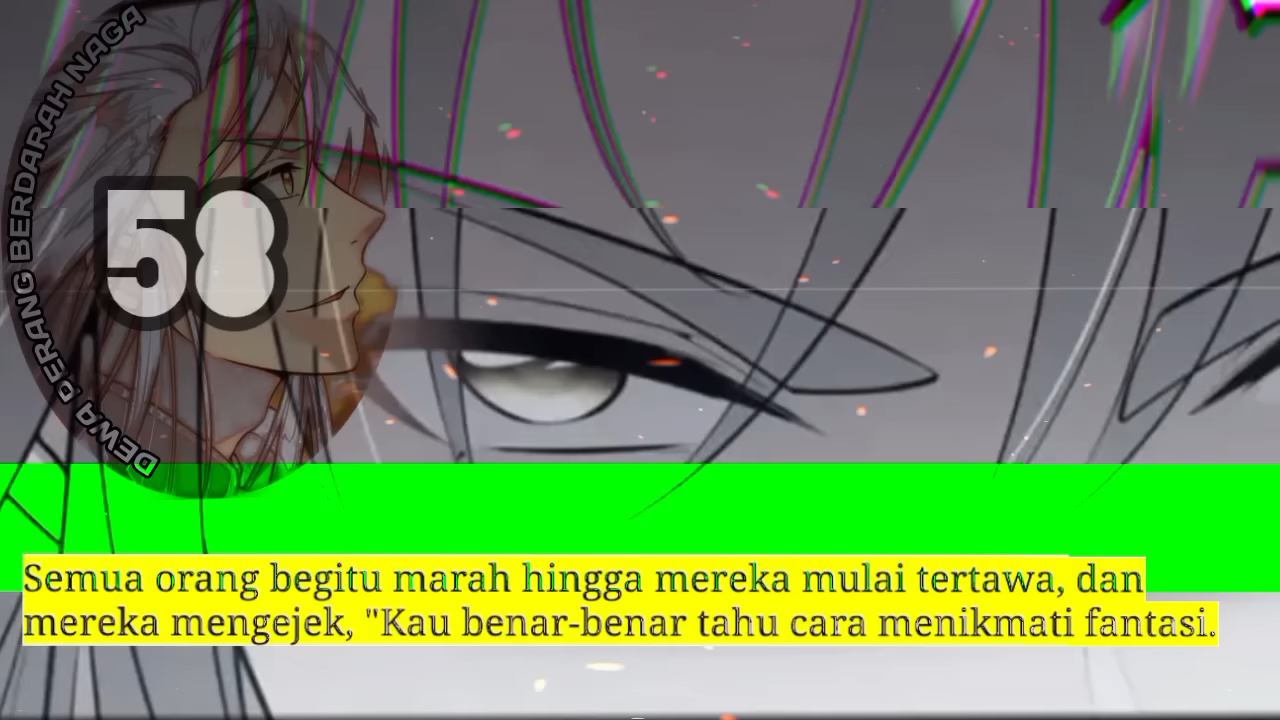 DEWA PERANG BERDARAH NAGA
58
Semua orang begitu marah hingga mereka mulai tertawa, dan
mereka mengejek, "Kau benar-benar tahu cara menikmati fantasi.